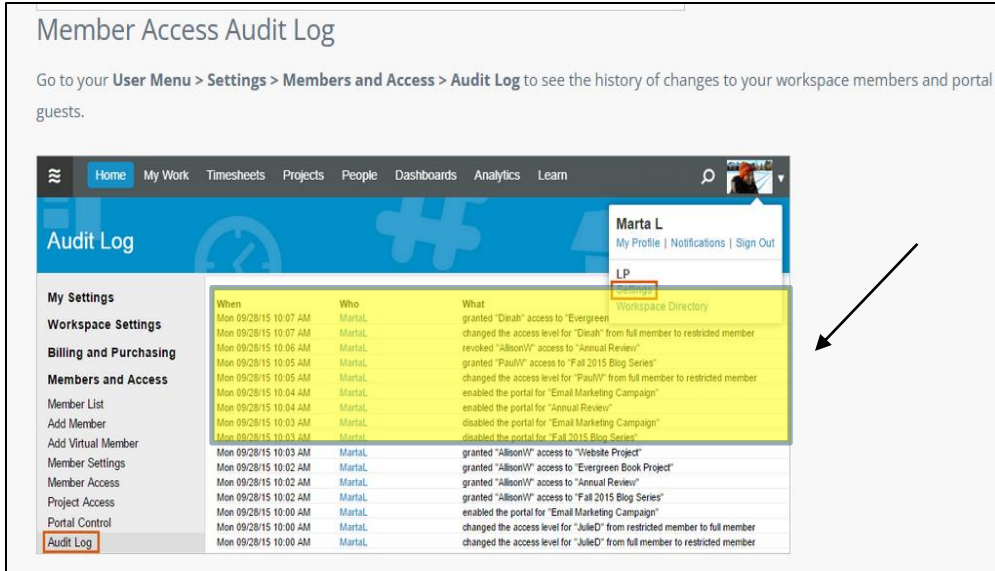 Member Access Audit Log
Go to your User Menu > Settings > Members and Access > Audit Log to see the history of changes to your workspace members and portal
guests.
Home My Work Timesheets Projects People Dashboards Analytics Learn
Marta L
My Profile | Notifications | Sign Out
LP
Settings
Workspace Directory
Audit Log
My Settings
Workspace Settings
Billing and Purchasing
Members and Access
Member List
Add Member
Add Virtual Member
Member Settings
Member Access
Project Access
Portal Control
Audit Log
When Who What
Mon 09/28/15 10:07 AM MartaL granted "Dinah" access to "Evergreen
Mon 09/28/15 10:07 AM MartaL changed the access level for "Dinah" from full member to restricted member
Mon 09/28/15 10:06 AM MartaL revoked "AllisonW" access to "Annual Review"
Mon 09/28/15 10:05 AM MartaL granted "PaulW" access to "Fall 2015 Blog Series"
Mon 09/28/15 10:05 AM MartaL changed the access level for "PaulW" from full member to restricted member
Mon 09/28/15 10:04 AM MartaL enabled the portal for "Email Marketing Campaign"
Mon 09/28/15 10:04 AM MartaL enabled the portal for "Annual Review"
Mon 09/28/15 10:03 AM MartaL disabled the portal for "Email Marketing Campaign"
Mon 09/28/15 10:03 AM MartaL disabled the portal for "Fall 2015 Blog Series"
Mon 09/28/15 10:03 AM MartaL granted "AllisonW" access to "Website Project"
Mon 09/28/15 10:02 AM MartaL granted "AllisonW" access to "Evergreen Book Project"
Mon 09/28/15 10:02 AM MartaL granted "AllisonW" access to "Annual Review"
Mon 09/28/15 10:02 AM MartaL granted "AllisonW" access to "Fall 2015 Blog Series"
Mon 09/28/15 10:00 AM MartaL enabled the portal for "Email Marketing Campaign"
Mon 09/28/15 10:00 AM MartaL changed the access level for "JulieD" from restricted member to full member
Mon 09/28/15 10:00 AM MartaL changed the access level for "JulieD" from full member to restricted member